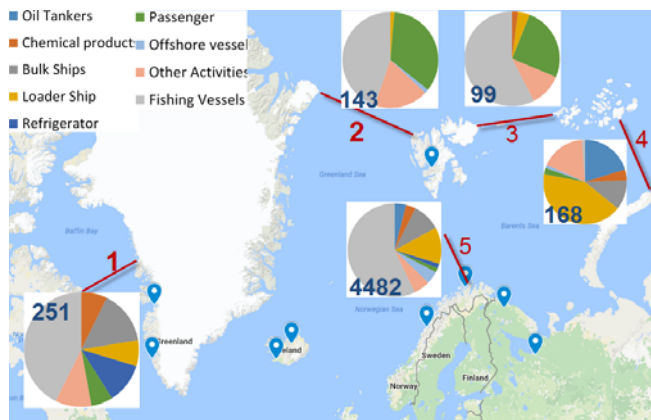 Oil Tankers
Chemical products
Bulk Ships
Loader Ship
Refrigerator
Passenger
Offshore vessel
Other Activities
Fishing Vessels
143
99
2
3
4
Greenland Sea
168
Barents Sea
Baffin Bay
1
5
4482
Norwegian Sea
251
Greenland
Iceland
Sweden
Finland
Norway